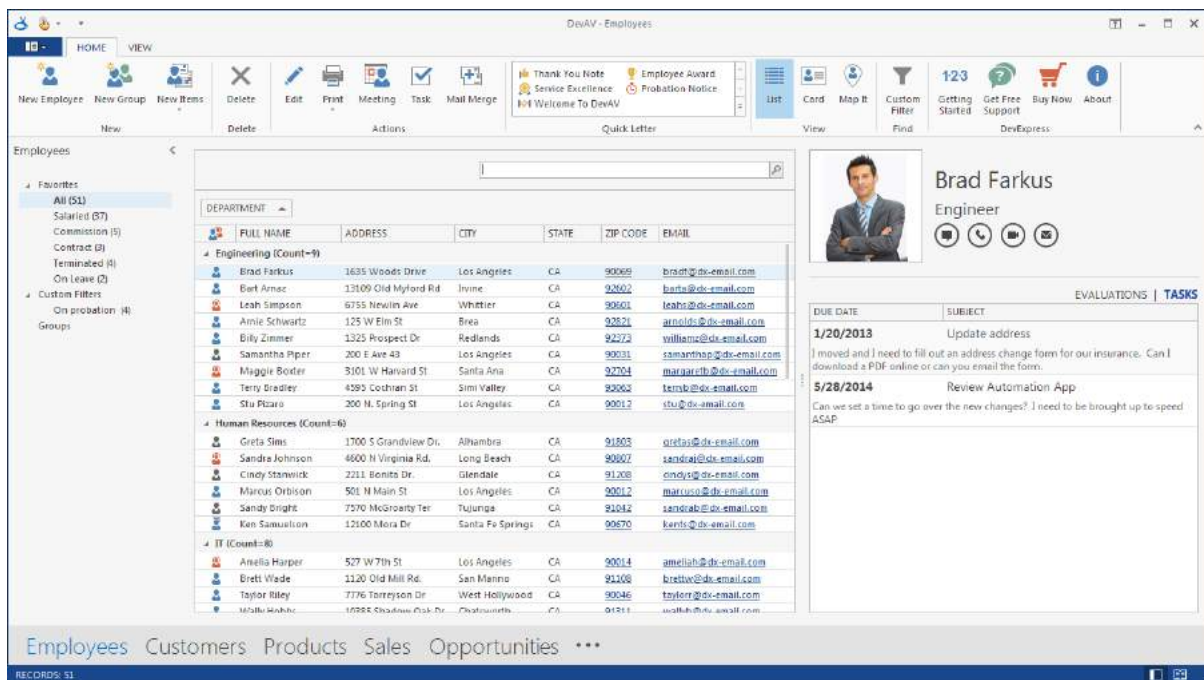 DevAV - Employees
HOME VIEW
New Employee New Group New Items Delete Edit Print Meeting Task Mail Merge
Thank You Note Employee Award
Service Excellence Probation Notice
Welcome To DevAV
List Card Map It Custom Filter 1-2-3 Getting Started Get Free Support Buy Now About
New Delete Actions Quick Letter View Find DevExpress
Employees
Favorites
All (51)
Salaried (37)
Commission (5)
Contract (3)
Terminated (4)
On Leave (2)
Custom Filters
On probation (4)
Groups
DEPARTMENT
FULL NAME ADDRESS CITY STATE ZIP CODE EMAIL
Engineering (Count=9)
Brad Farkus 1635 Woods Drive Los Angeles CA 90069 bradf@dx-email.com
Bart Arnaz 13109 Old Myford Rd Irvine CA 92602 barta@dx-email.com
Leah Simpson 6755 Newlin Ave Whittier CA 90601 leahs@dx-email.com
Arnie Schwartz 125 W Elm St Brea CA 92821 arnolds@dx-email.com
Billy Zimmer 1325 Prospect Dr Redlands CA 92373 williamz@dx-email.com
Samantha Piper 200 E Ave 43 Los Angeles CA 90031 samanthap@dx-email.com
Maggie Boxter 3101 W Harvard St Santa Ana CA 92704 margaretb@dx-email.com
Terry Bradley 4595 Cochran St Simi Valley CA 93063 terryb@dx-email.com
Stu Pizaro 200 N. Spring St Los Angeles CA 90012 stu@dx-email.com
Human Resources (Count=6)
Greta Sims 1700 S Grandview Dr. Alhambra CA 91803 gretas@dx-email.com
Sandra Johnson 4600 N Virginia Rd. Long Beach CA 90807 sandraj@dx-email.com
Cindy Stanwick 2211 Bonita Dr. Glendale CA 91208 cindys@dx-email.com
Marcus Orbison 501 N Main St Los Angeles CA 90012 marcuso@dx-email.com
Sandy Bright 7570 McGroarty Ter Tujunga CA 91042 sandrab@dx-email.com
Ken Samuelson 12100 Mora Dr Santa Fe Springs CA 90670 kents@dx-email.com
IT (Count=8)
Amelia Harper 527 W 7th St Los Angeles CA 90014 ameliah@dx-email.com
Brett Wade 1120 Old Mill Rd. San Marino CA 91108 brettw@dx-email.com
Taylor Riley 7776 Torreyson Dr West Hollywood CA 90046 taylorr@dx-email.com
Wally Hobbs 10385 Shadow Oak Dr Chatsworth CA 91311 wallyh@dx-email.com
Brad Farkus
Engineer
EVALUATIONS | TASKS
DUE DATE SUBJECT
1/20/2013 Update address
I moved and I need to fill out an address change form for our insurance. Can I
download a PDF online or can you email the form.
5/28/2014 Review Automation App
Can we set a time to go over the new changes? I need to be brought up to speed
ASAP
Employees Customers Products Sales Opportunities •••
RECORDS: 51